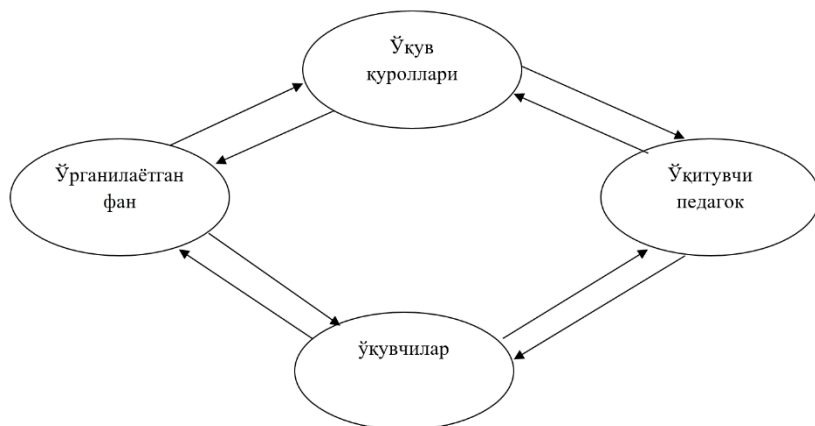 Ўқув
қуроллари
Ўрганилаётган
фан
Ўқитувчи
педагок
ўқувчилар